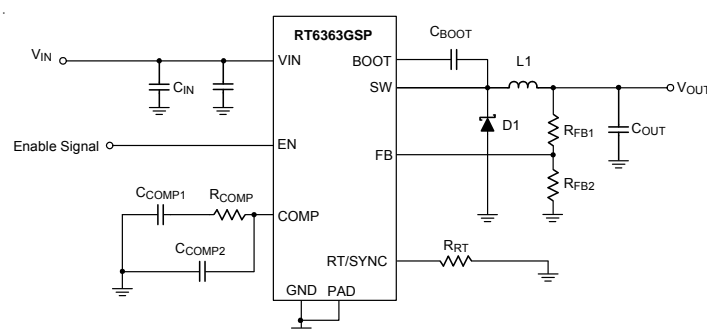 RT6363GSP
VIN
VIN
CIN
BOOT
CBOOT
SW
L1
VOUT
D1
RFB1
COUT
Enable Signal
EN
FB
RFB2
CCOMP1
RCOMP
COMP
CCOMP2
RT/SYNC
RRT
GND
PAD